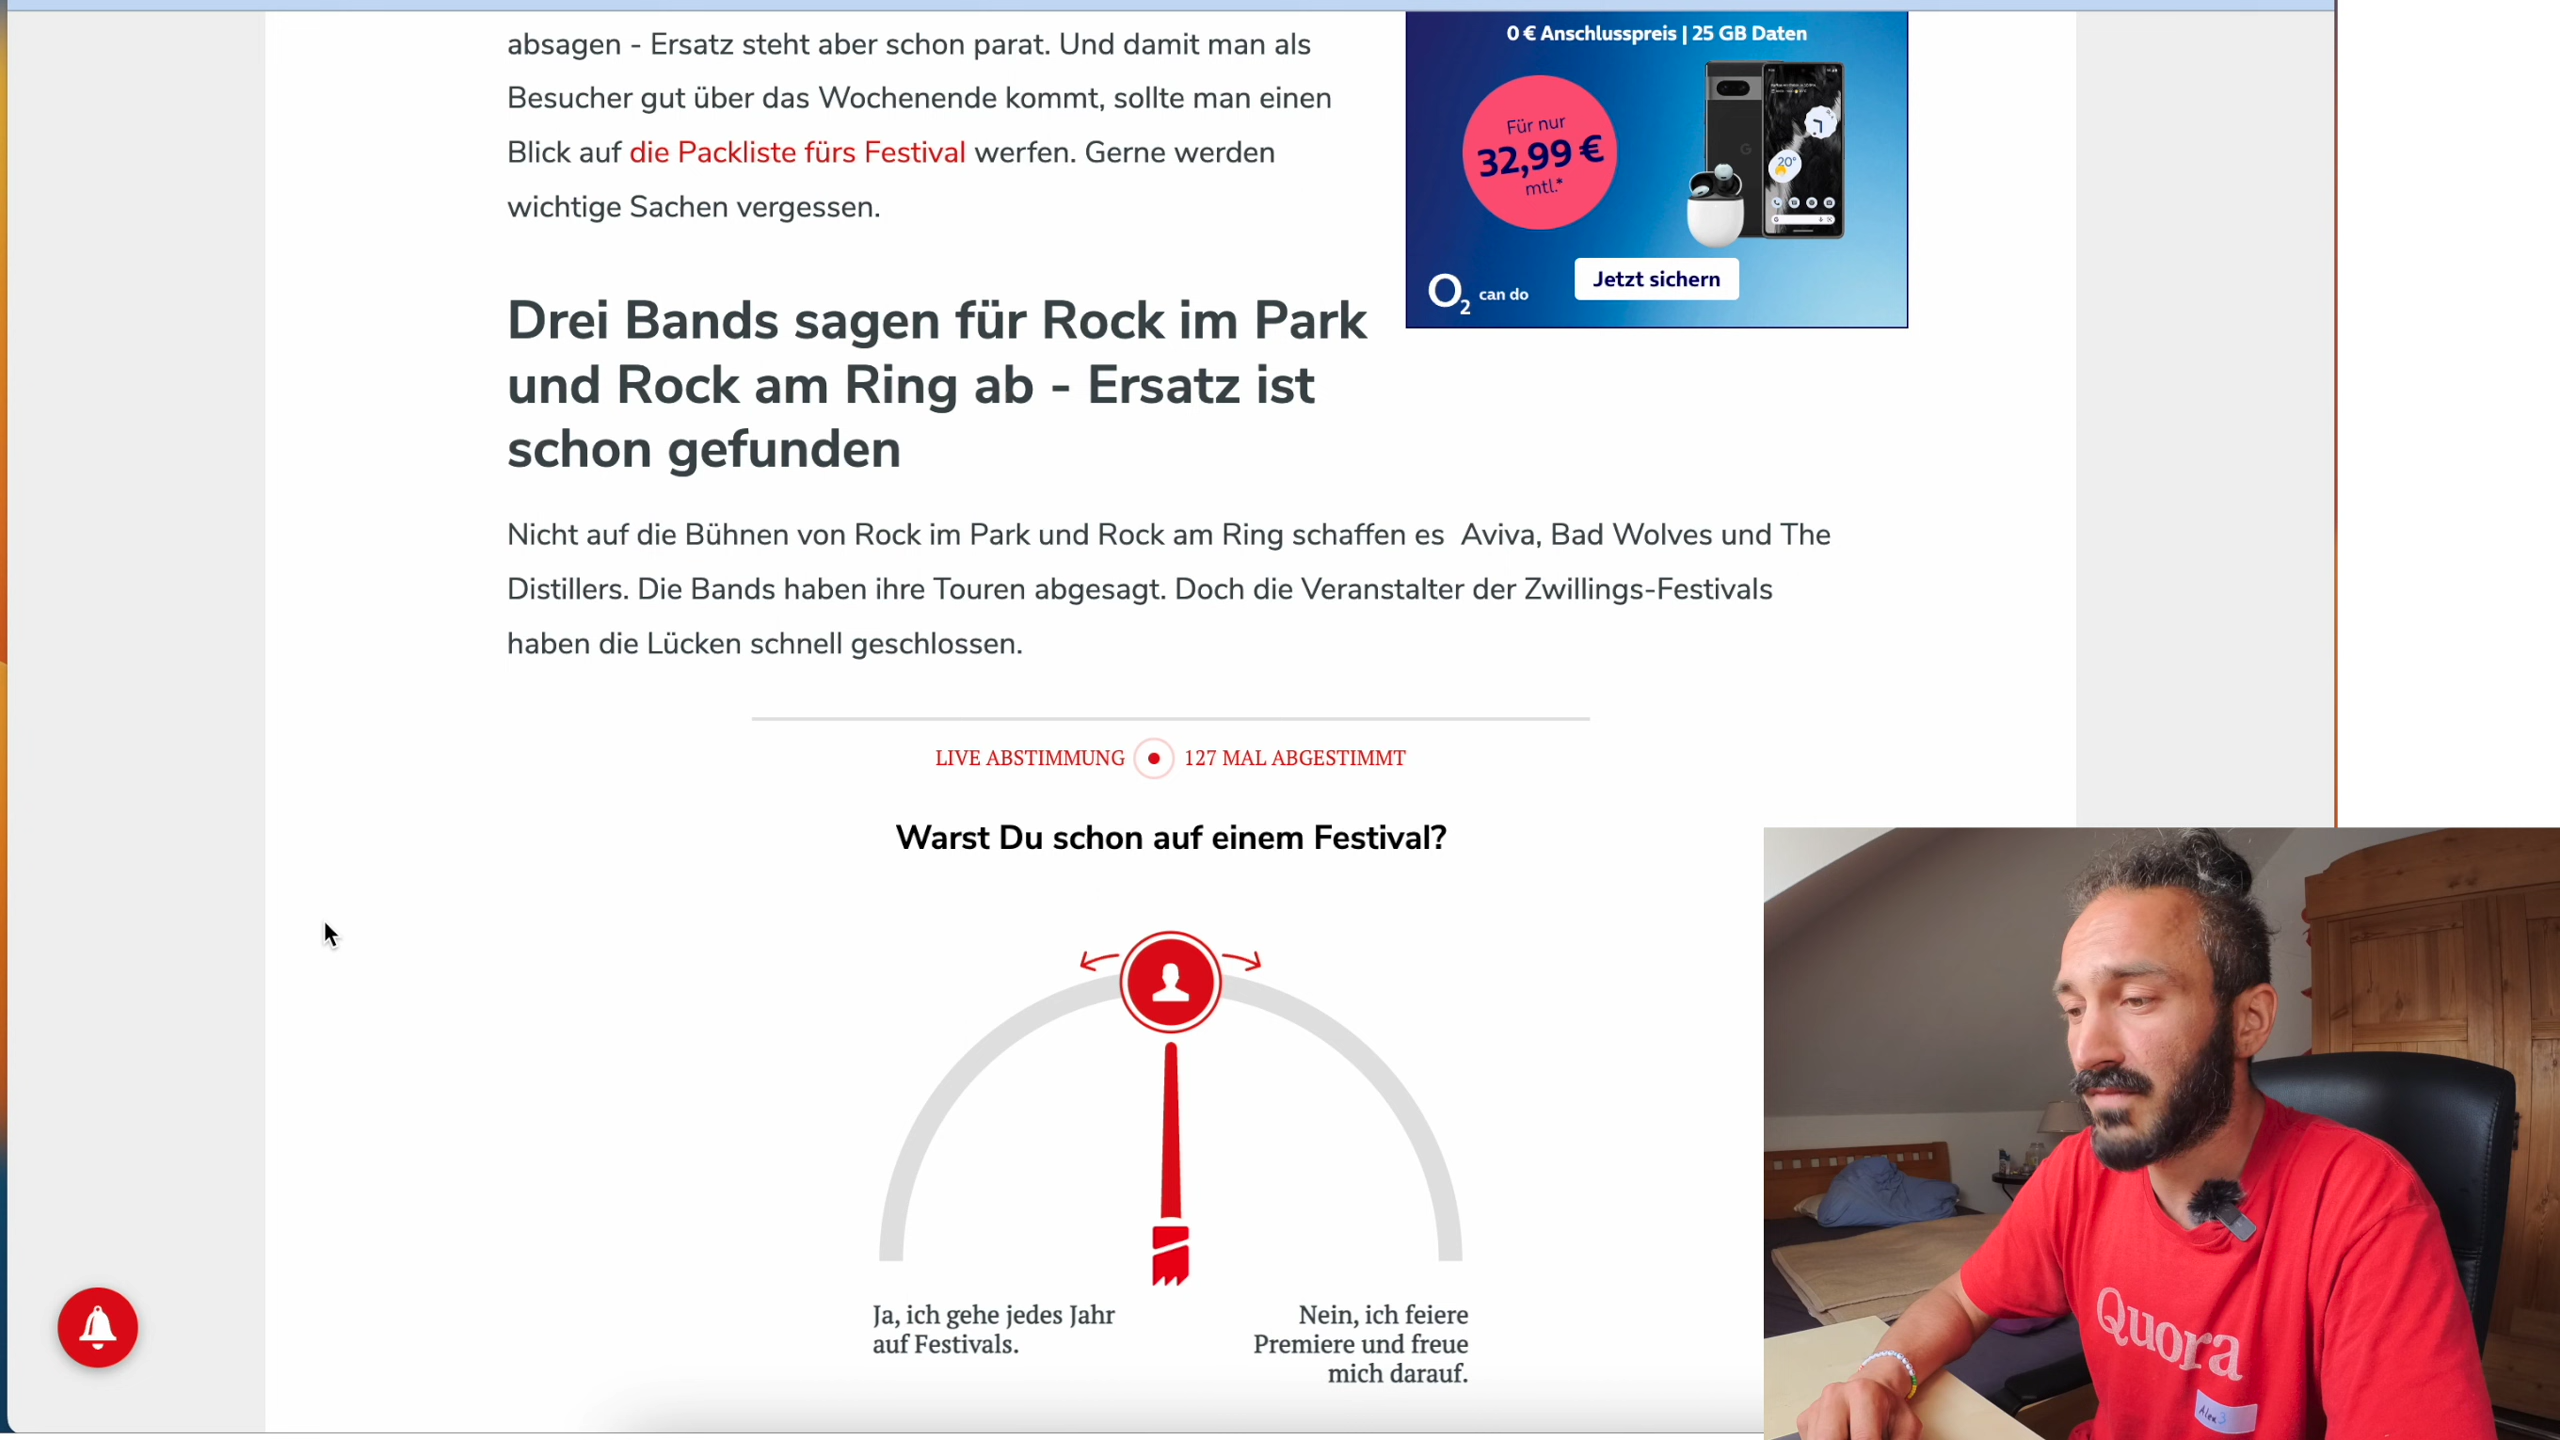 absagen - Ersatz steht aber schon parat. Und damit man als
Besucher gut über das Wochenende kommt, sollte man einen
Blick auf die Packliste fürs Festival werfen. Gerne werden
wichtige Sachen vergessen.
0 € Anschlusspreis | 25 GB Daten
Für nur
32,99 €
mtl.*
20°
Jetzt sichern
O2 can do
Drei Bands sagen für Rock im Park
und Rock am Ring ab - Ersatz ist
schon gefunden
Nicht auf die Bühnen von Rock im Park und Rock am Ring schaffen es  Aviva, Bad Wolves und The
Distillers. Die Bands haben ihre Touren abgesagt. Doch die Veranstalter der Zwillings-Festivals
haben die Lücken schnell geschlossen.
LIVE ABSTIMMUNG 127 MAL ABGESTIMMT
Warst Du schon auf einem Festival?
Ja, ich gehe jedes Jahr
auf Festivals.
Nein, ich feiere
Premiere und freue
mich darauf.
Quora